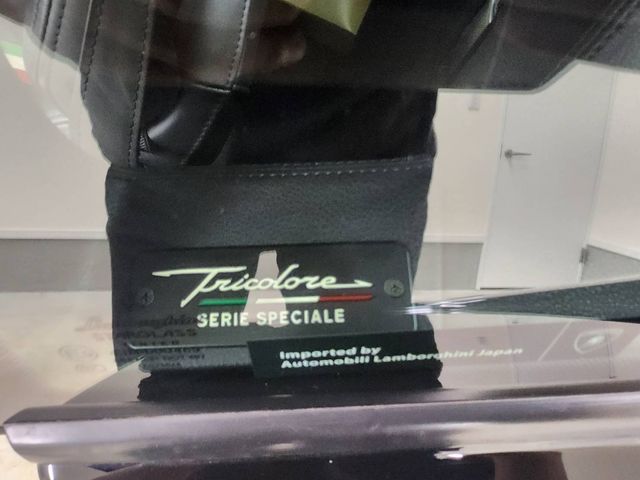 Tricolore
SERIE SPECIALE
Imported by
Automobili Lamborghini Japan